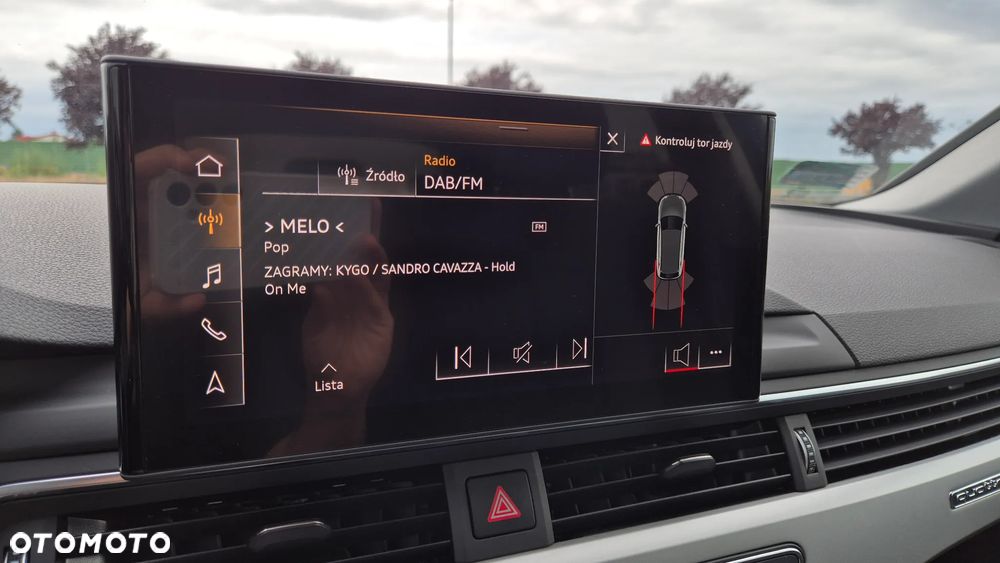 Kontroluj tor jazdy
Źródło
Radio
DAB/FM
> MELO <
FM
Pop
ZAGRAMY: KYGO / SANDRO CAVAZZA - Hold
On Me
Lista
quattro
OTOMOTO